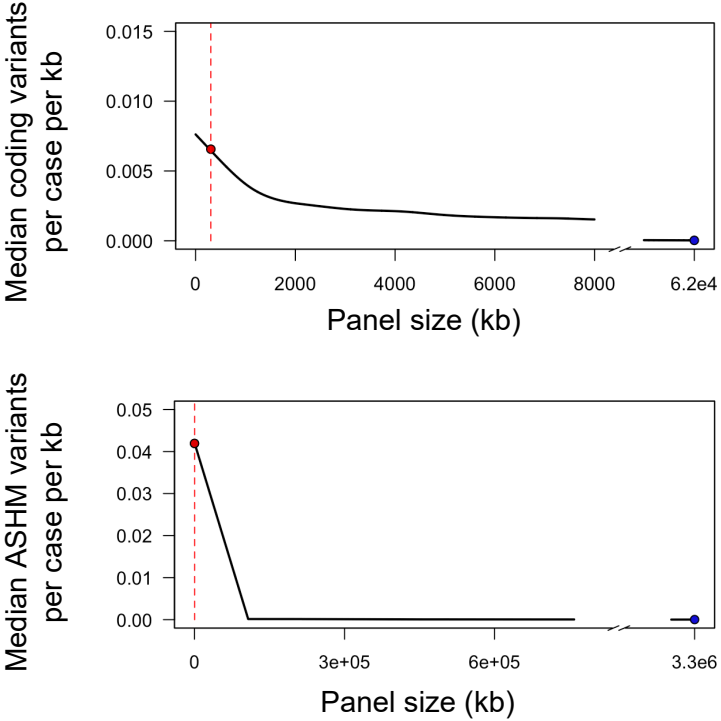 Median coding variants
per case per kb
0.015
0.010
0.005
0.000
0 2000 4000 6000 8000 6.2e4
Panel size (kb)
Median ASHM variants
per case per kb
0.05
0.04
0.03
0.02
0.01
0.00
0 3e+05 6e+05 3.3e6
Panel size (kb)